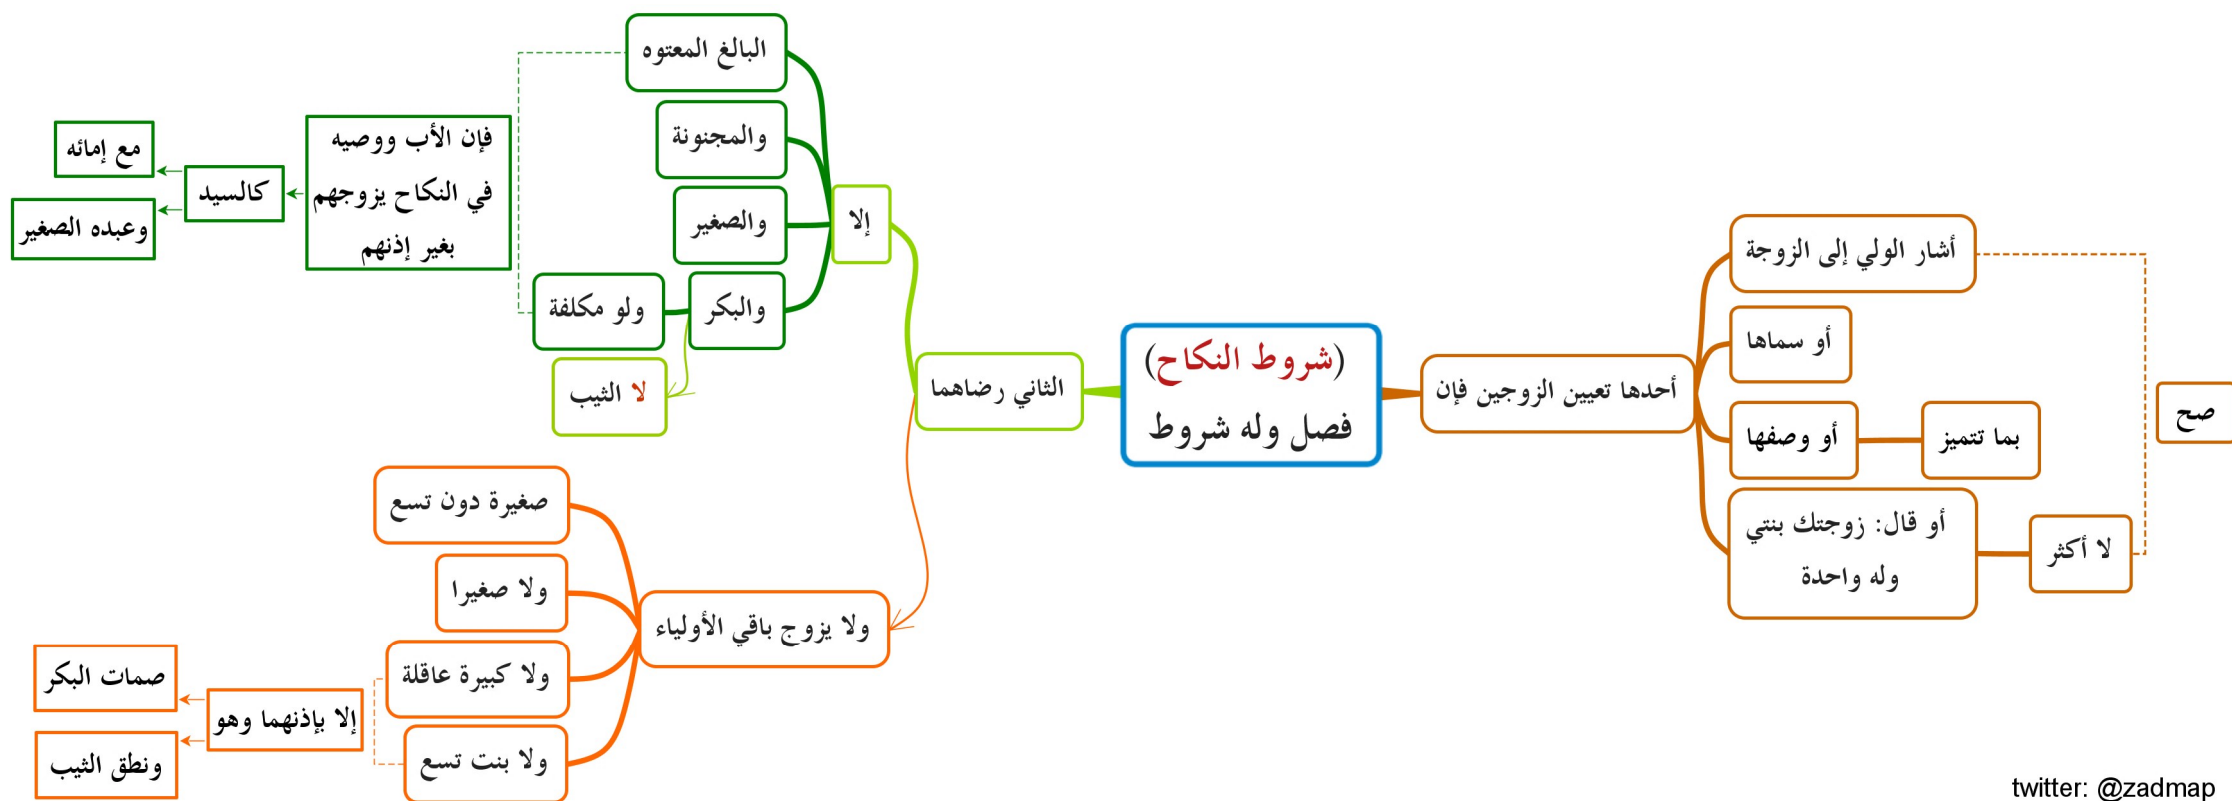 (شروط النكاح)
فصل وله شروط
أحدها تعيين الزوجين فإن
أشار الولي إلى الزوجة
أو سماها
أو وصفها
بما تتميز
أو قال: زوجتك بنتي
وله واحدة
لا أكثر
صح
الثاني رضاهما
إلا
البالغ المعتوه
والمجنونة
والصغير
والبكر
ولو مكلفة
لا الثيب
فإن الأب ووصيه
في النكاح يزوجهم
بغير إذنهم
كالسيد
مع إمائه
وعبده الصغير
ولا يزوج باقي الأولياء
صغيرة دون تسع
ولا صغيرا
ولا كبيرة عاقلة
ولا بنت تسع
إلا بإذنهما وهو
صمات البكر
ونطق الثيب
twitter: @zadmap